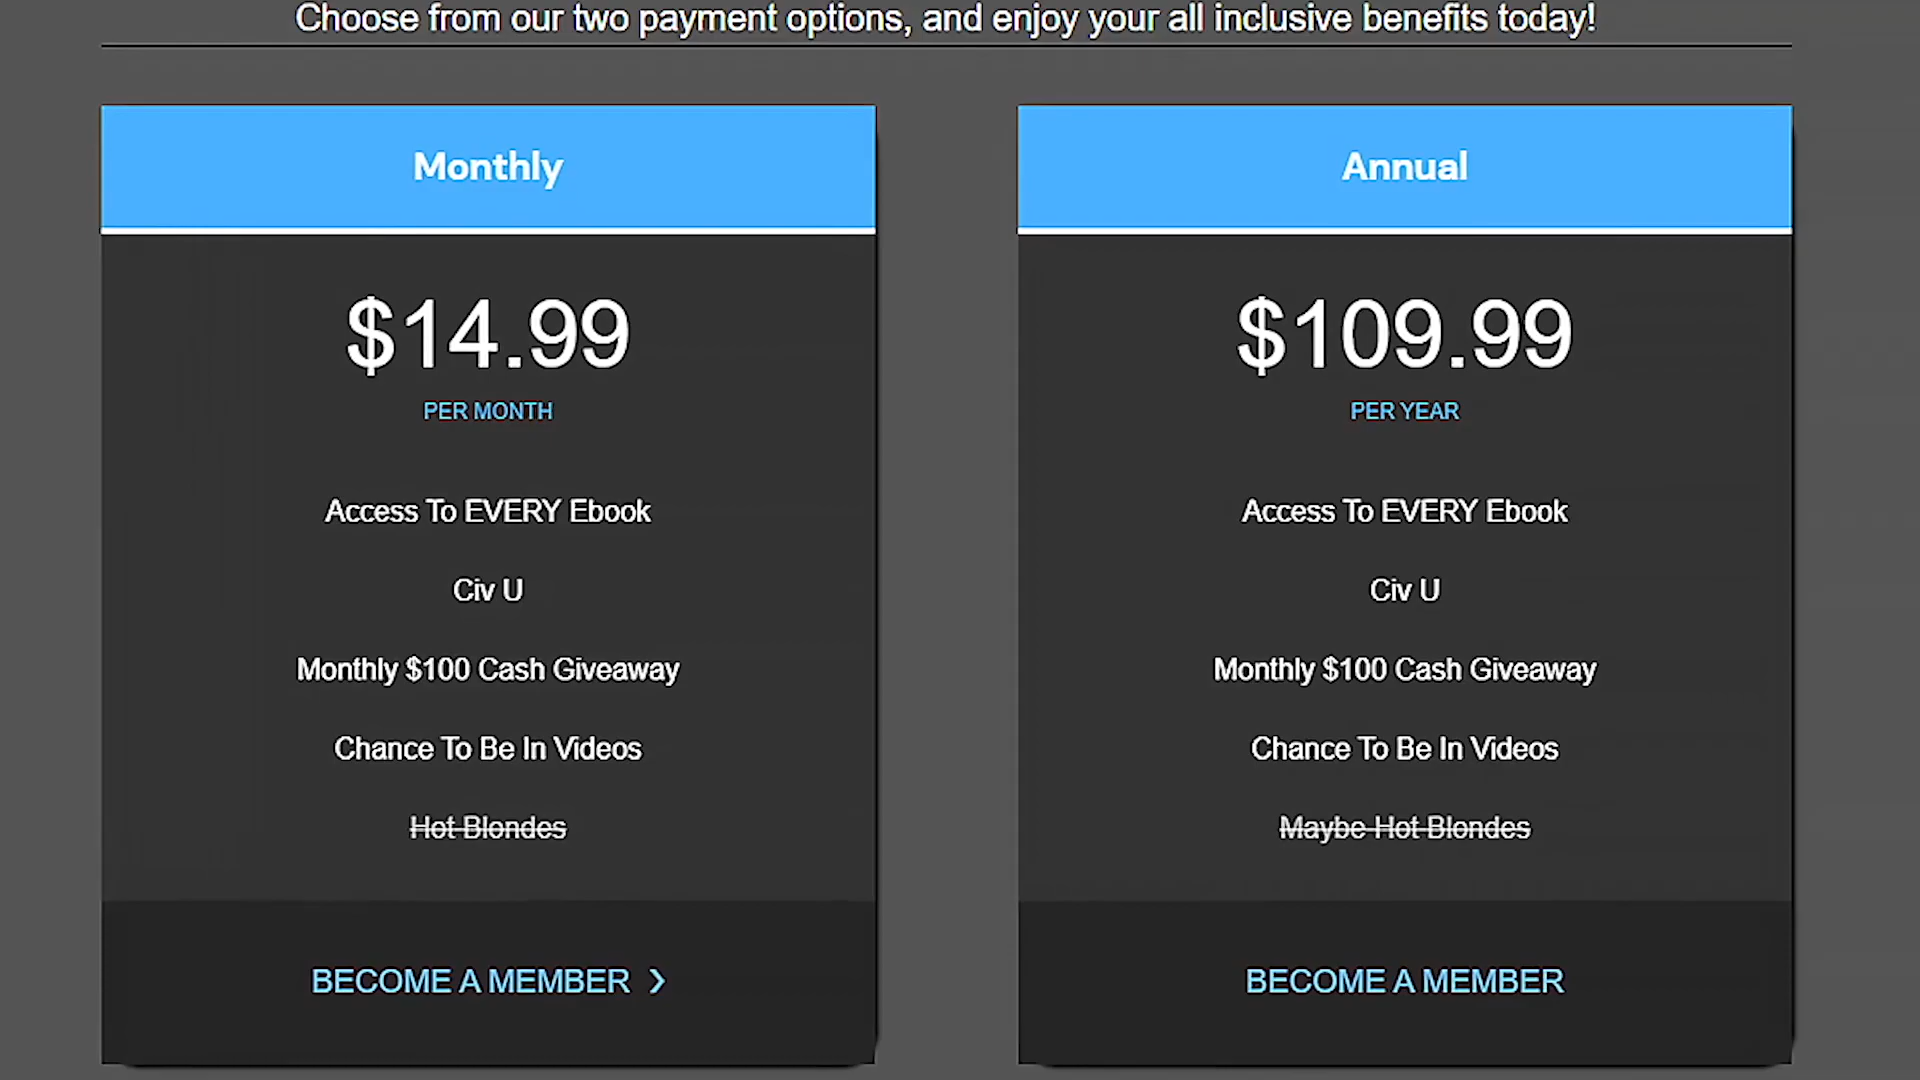 Choose from our two payment options, and enjoy your all inclusive benefits today!
Monthly
$14.99
PER MONTH
Access To EVERY Ebook
Civ U
Monthly $100 Cash Giveaway
Chance To Be In Videos
Hot Blondes
BECOME A MEMBER >
Annual
$109.99
PER YEAR
Access To EVERY Ebook
Civ U
Monthly $100 Cash Giveaway
Chance To Be In Videos
Maybe Hot Blondes
BECOME A MEMBER